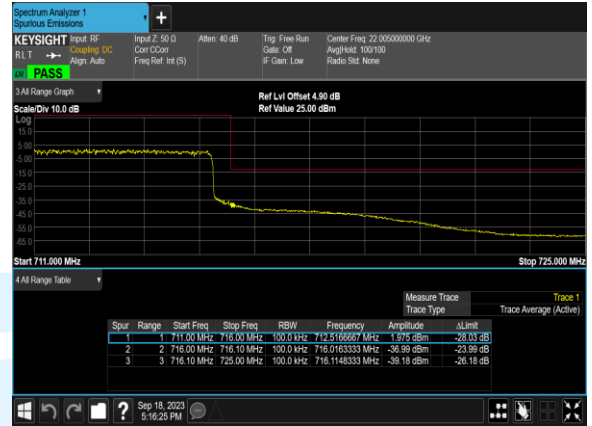 Spectrum Analyzer 1
Spurious Emissions
KEYSIGHT Input: RF Input Z: 50 Ω Atten: 40 dB Trig: Free Run Center Freq: 22.005000000 GHz
RLT Coupling: DC Corr CCorr Gate: Off Avg|Hold: 100/100
Align: Auto Freq Ref: Int (S) IF Gain: Low Radio Std: None
LM PASS
3 All Range Graph
Ref Lvl Offset 4.90 dB
Scale/Div 10.0 dB Ref Value 25.00 dBm
Log
15.0
5.00
-5.00
-15.0
-25.0
-35.0
-45.0
-55.0
-65.0
Start 711.000 MHz Stop 725.000 MHz
4 All Range Table
Measure Trace Trace 1
Trace Type Trace Average (Active)
Spur Range Start Freq Stop Freq RBW Frequency Amplitude ΔLimit
1 1 711.00 MHz 716.00 MHz 100.0 kHz 712.5166667 MHz 1.975 dBm -28.03 dB
2 2 716.00 MHz 716.10 MHz 100.0 kHz 716.0163333 MHz -36.99 dBm -23.99 dB
3 3 716.10 MHz 725.00 MHz 100.0 kHz 716.1148333 MHz -39.18 dBm -26.18 dB
? Sep 18, 2023
5:16:25 PM